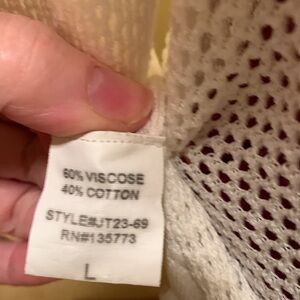 60% VISCOSE
40% COTTON
STYLE#JT23-69
RN#135773
L